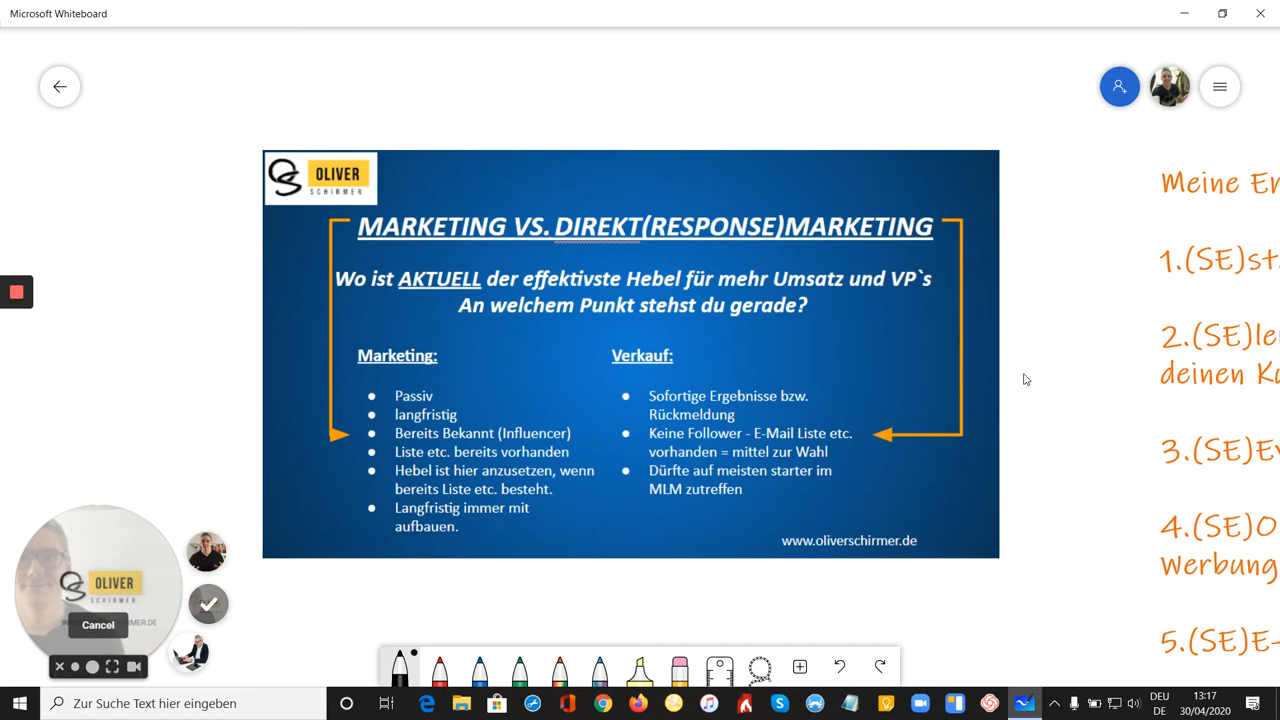 Microsoft Whiteboard
OLIVER
SCHIRMER
MARKETING VS. DIREKT(RESPONSE)MARKETING
Wo ist AKTUELL der effektivste Hebel für mehr Umsatz und VP`s
An welchem Punkt stehst du gerade?
Marketing:
Passiv
langfristig
Bereits Bekannt (Influencer)
Liste etc. bereits vorhanden
Hebel ist hier anzusetzen, wenn
bereits Liste etc. besteht.
Langfristig immer mit
aufbauen.
Verkauf:
Sofortige Ergebnisse bzw.
Rückmeldung
Keine Follower - E-Mail Liste etc.
vorhanden = mittel zur Wahl
Dürfte auf meisten starter im
MLM zutreffen
www.oliverschirmer.de
Meine
1.(SE)
2.(SE)
deinen
3.(SE)
4.(SE)
Werbung
5.(SE)E-
OLIVER
SCHIRMER
Cancel
Zur Suche Text hier eingeben
DEU
DE
13:17
30/04/2020